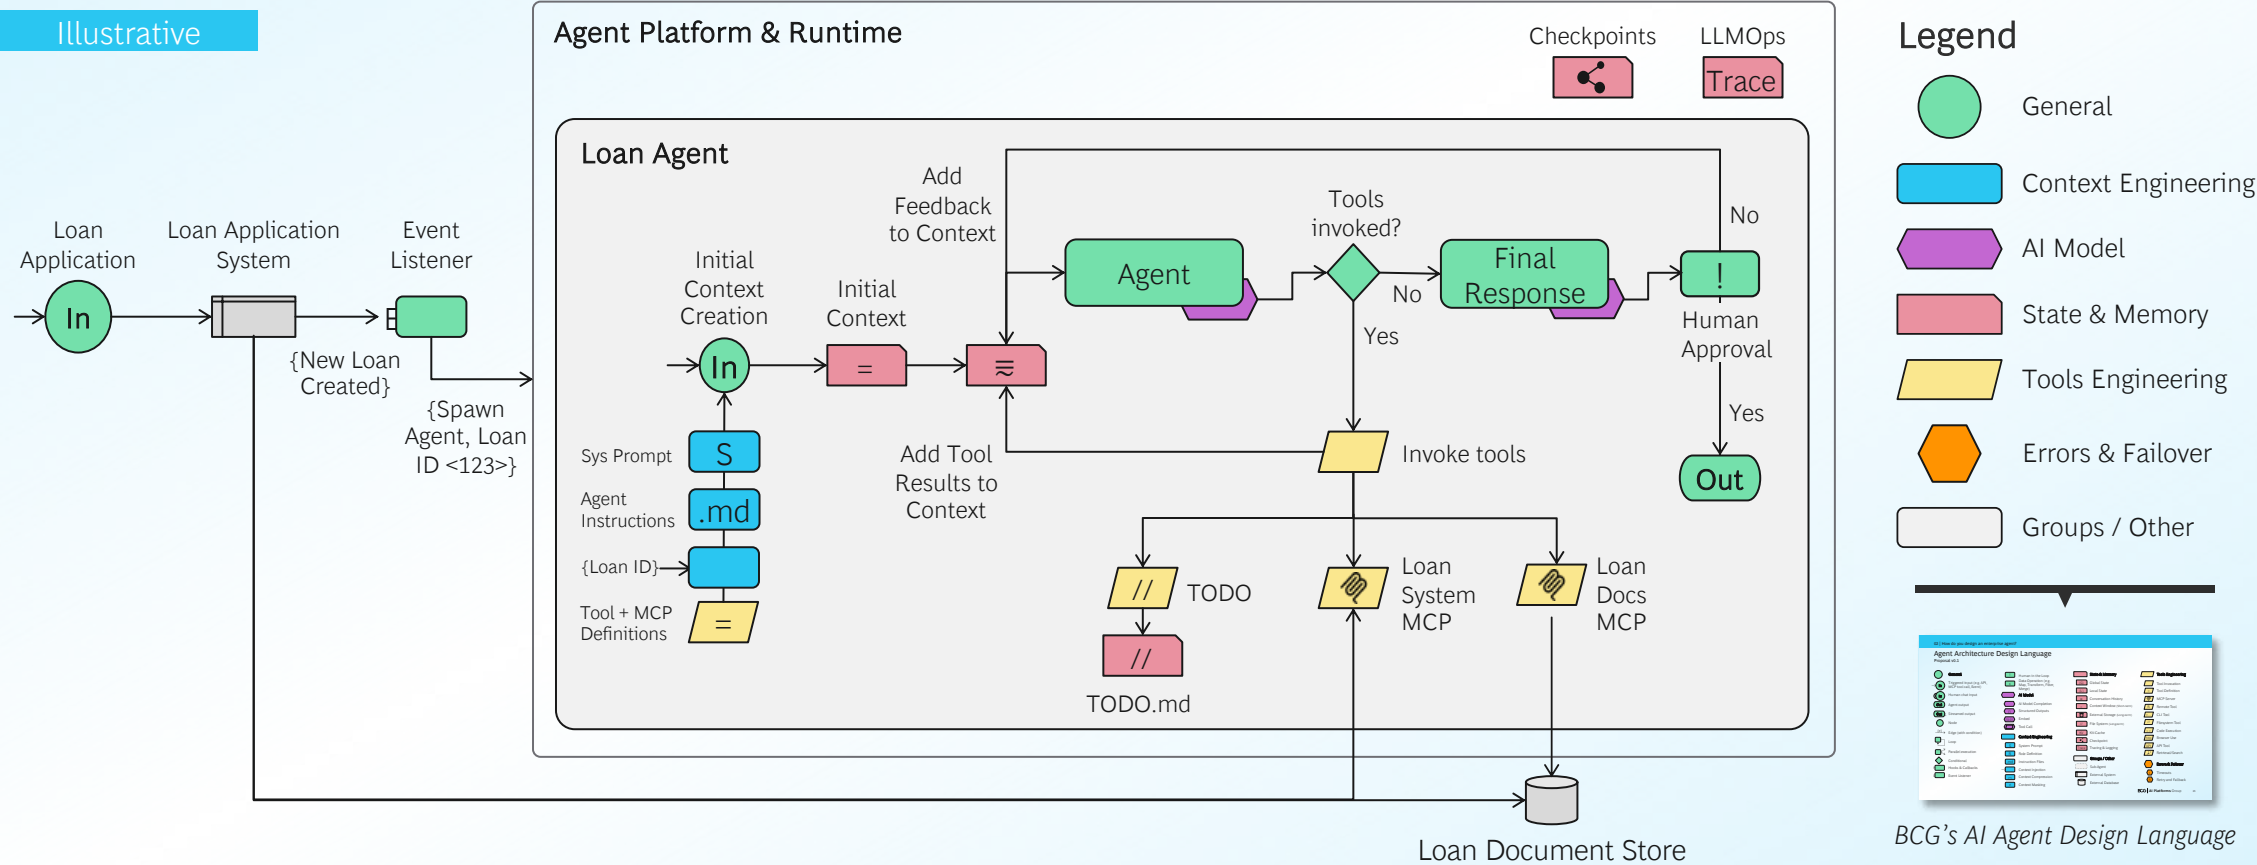 Illustrative
Agent Platform & Runtime
Checkpoints
LLMOps
Trace
Loan Agent
Loan
Application
In
Loan Application
System
Event
Listener
{New Loan
Created}
{Spawn
Agent, Loan
ID <123>}
Initial
Context
Creation
In
Initial
Context
=
Add
Feedback
to Context
Agent
Tools
invoked?
No
Yes
Final
Response
No
!
Human
Approval
Yes
Out
Sys Prompt
S
Agent
Instructions
.md
{Loan ID}
Tool + MCP
Definitions
=
Add Tool
Results to
Context
Invoke tools
//
TODO
//
TODO.md
Loan
System
MCP
Loan
Docs
MCP
Loan Document Store
Legend
General
Context Engineering
AI Model
State & Memory
Tools Engineering
Errors & Failover
Groups / Other
Agent Architecture Design Language
BCG's AI Agent Design Language